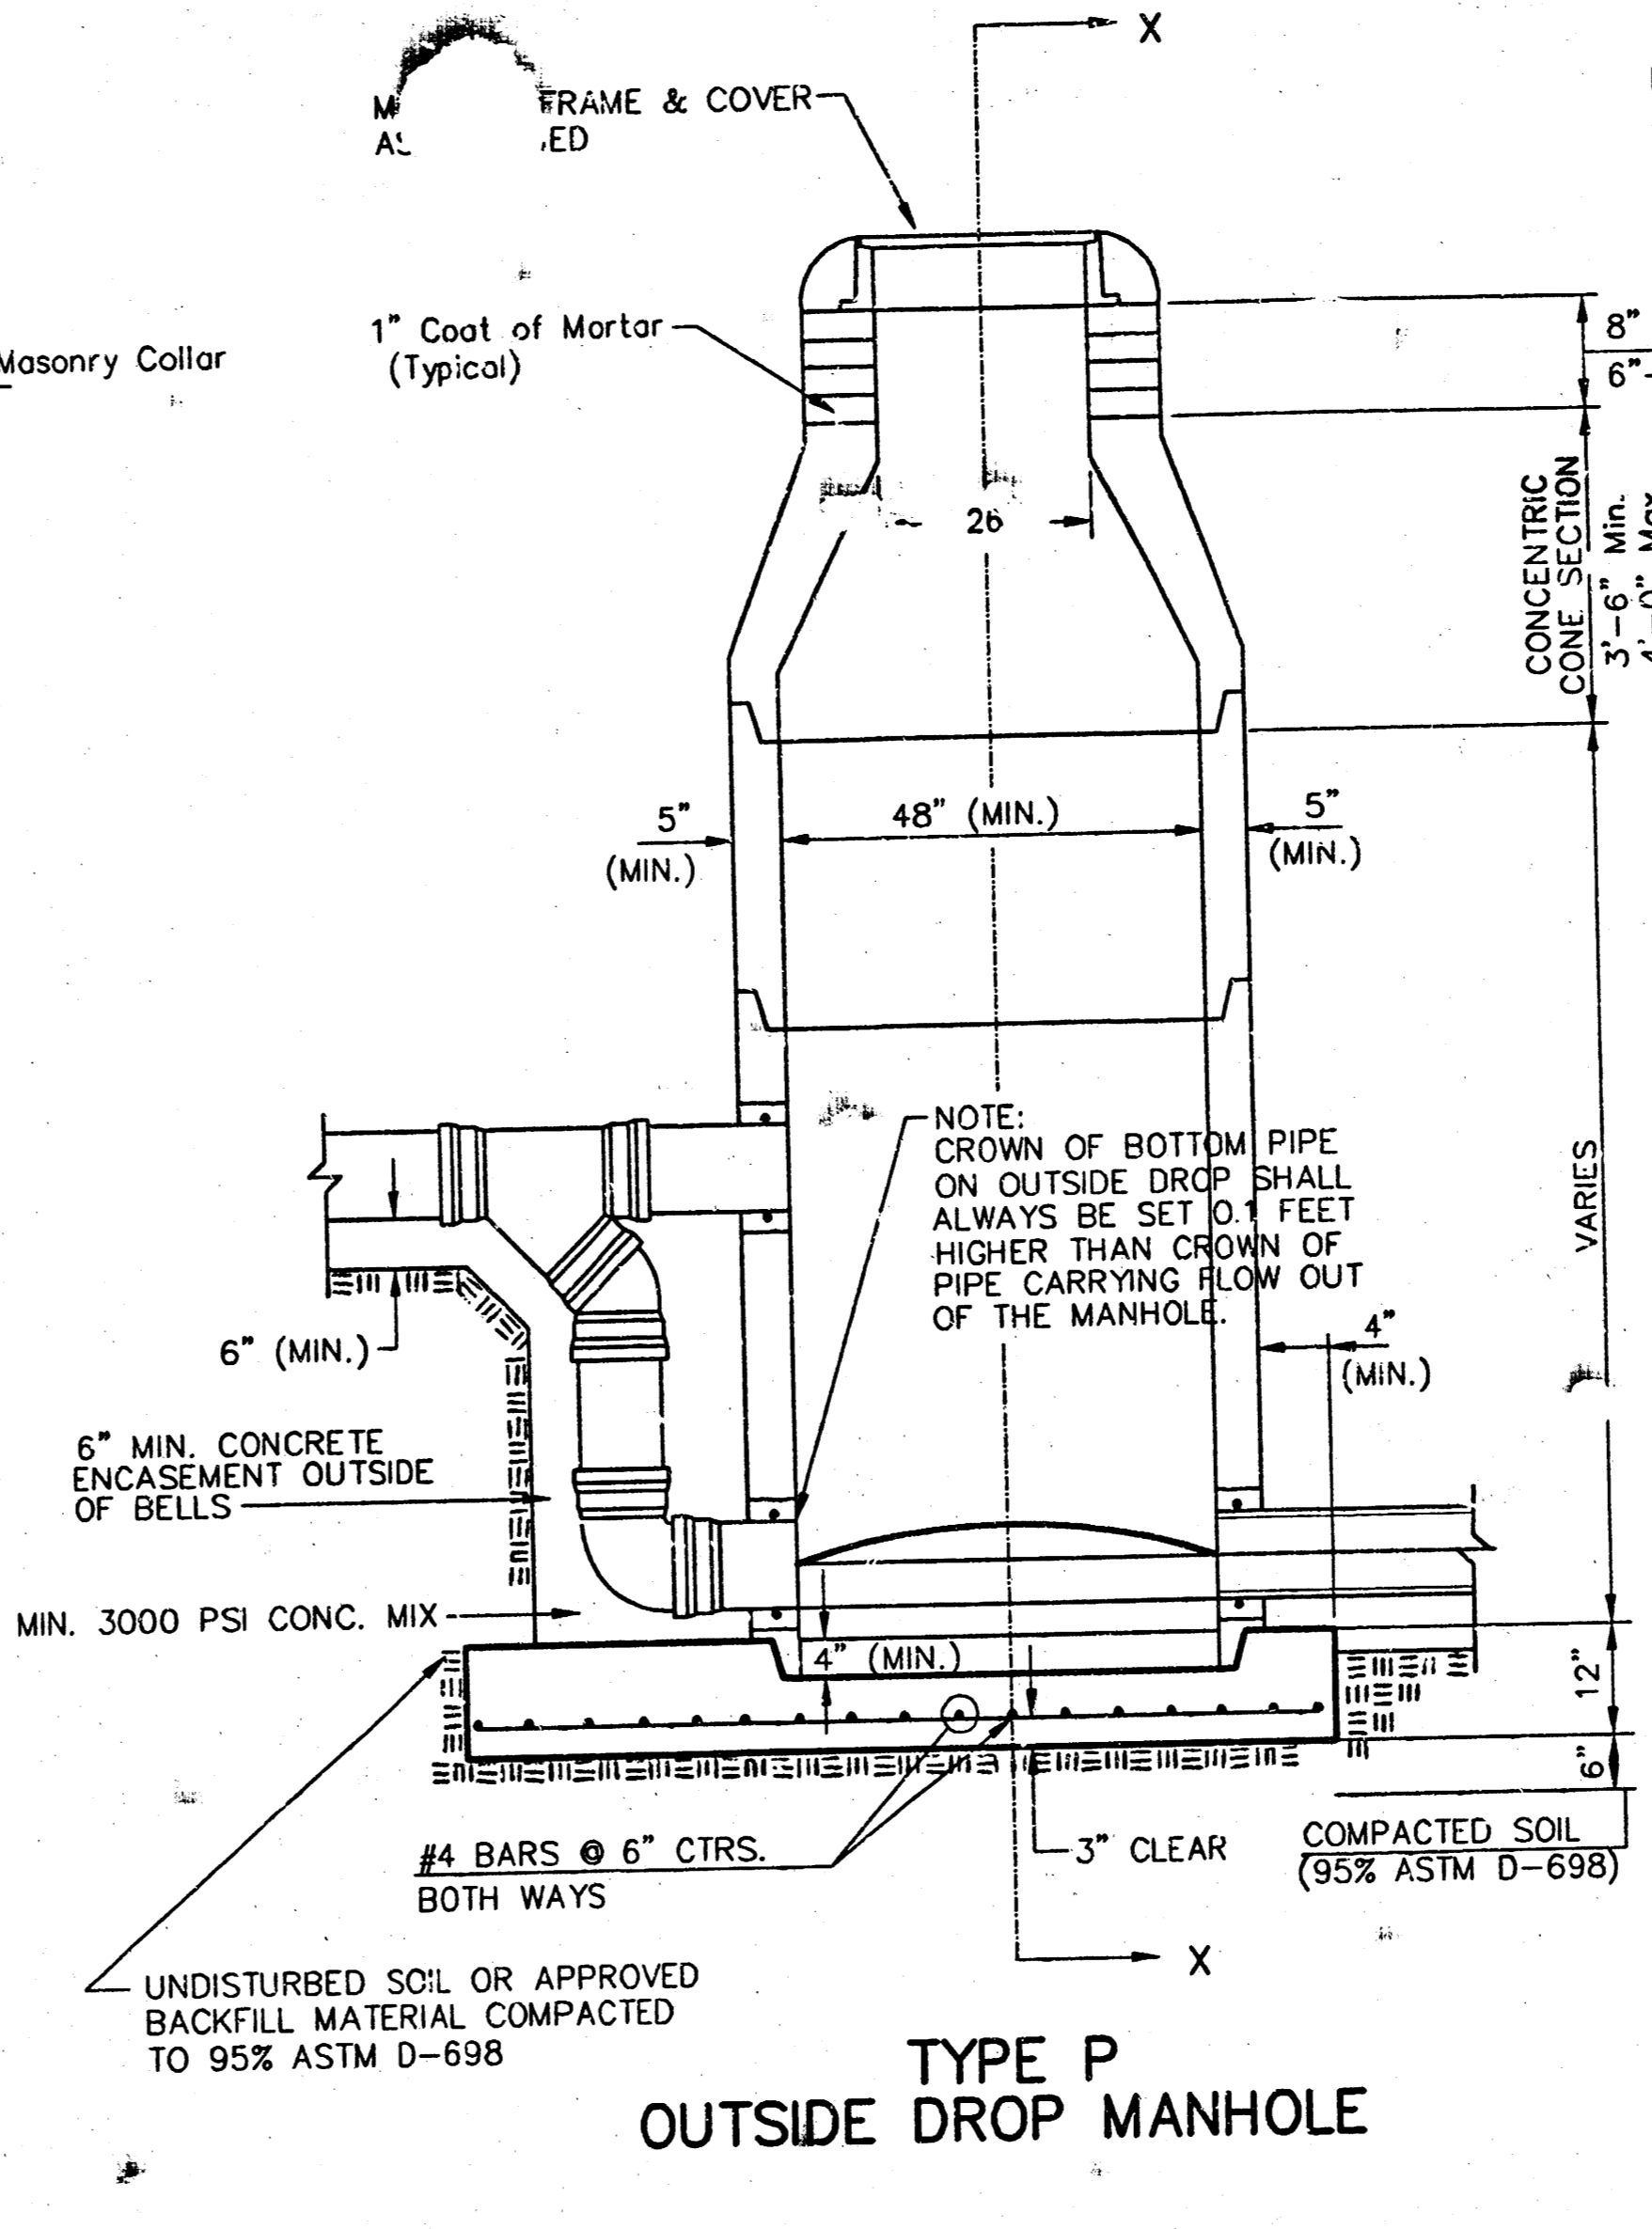 X
FRAME & COVER
Masonry Collar
1” Coat of Mortar
(Typical)
8”
6”
26
CONCENTRIC
CONE SECTION
3'-6” Min.
4'-0” Max
5”
(MIN.)
48” (MIN.)
5”
(MIN.)
NOTE:
CROWN OF BOTTOM PIPE
ON OUTSIDE DROP SHALL
ALWAYS BE SET 0.1 FEET
HIGHER THAN CROWN OF
PIPE CARRYING FLOW OUT
OF THE MANHOLE.
VARIES
6” (MIN.)
4”
(MIN.)
6” MIN. CONCRETE
ENCASEMENT OUTSIDE
OF BELLS
MIN. 3000 PSI CONC. MIX
4” (MIN.)
12”
6”
#4 BARS @ 6” CTRS.
BOTH WAYS
3” CLEAR
COMPACTED SOIL
(95% ASTM D-698)
X
UNDISTURBED SOIL OR APPROVED
BACKFILL MATERIAL COMPACTED
TO 95% ASTM D-698
TYPE P
OUTSIDE DROP MANHOLE